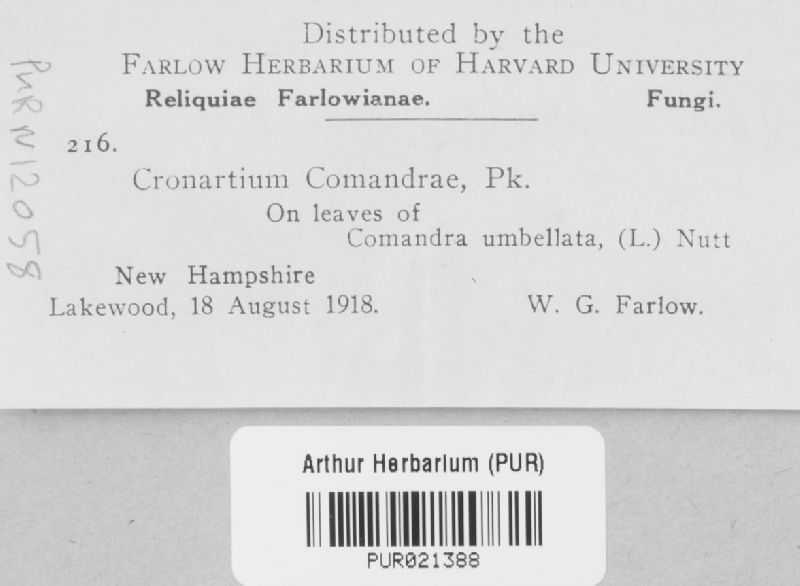 Distributed by the
FARLOW HERBARIUM OF HARVARD UNIVERSITY
Reliquiae Farlowianae. Fungi.
216.
Cronartium Comandrae, Pk.
On leaves of
Comandra umbellata, (L.) Nutt
New Hampshire
Lakewood, 18 August 1918. W. G. Farlow.
PUR N12058
Arthur Herbarium (PUR)
PUR021388